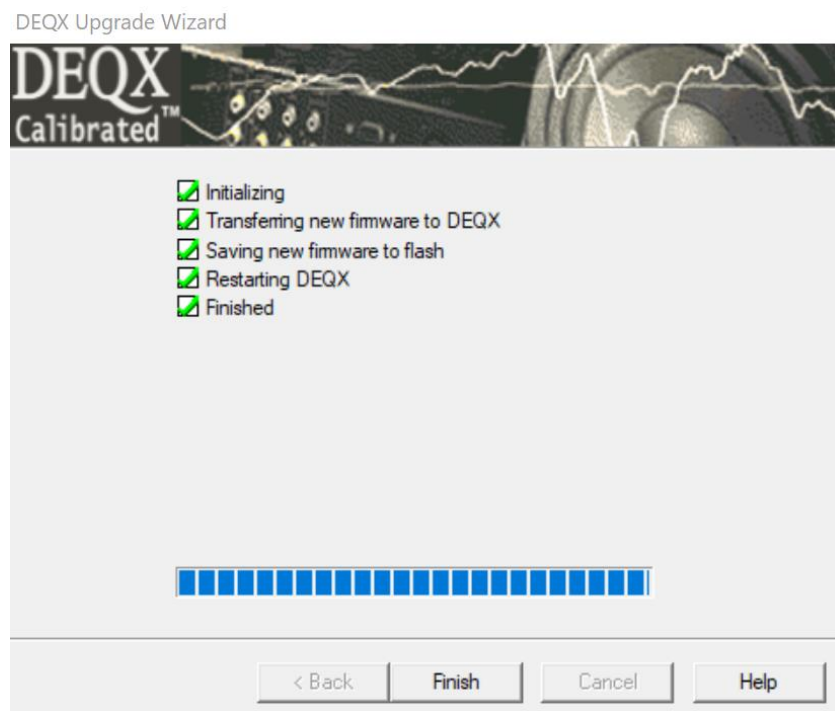 DEQX Upgrade Wizard
DEQX
Calibrated™
Initializing
Transferring new firmware to DEQX
Saving new firmware to flash
Restarting DEQX
Finished
< Back Finish Cancel Help